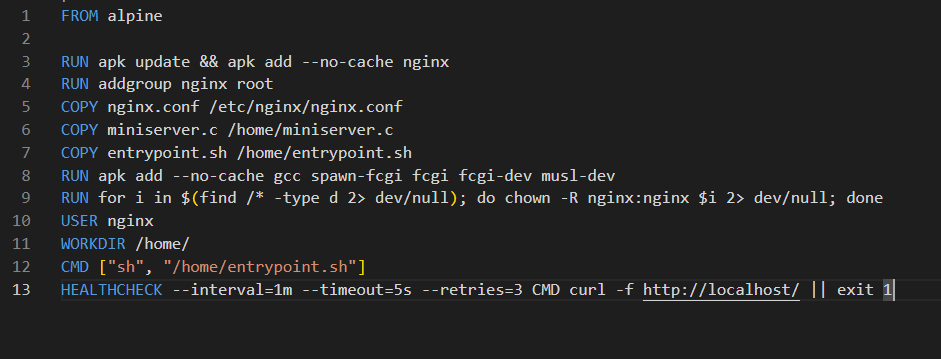 1 FROM alpine
2
3 RUN apk update && apk add --no-cache nginx
4 RUN addgroup nginx root
5 COPY nginx.conf /etc/nginx/nginx.conf
6 COPY miniserver.c /home/miniserver.c
7 COPY entrypoint.sh /home/entrypoint.sh
8 RUN apk add --no-cache gcc spawn-fcgi fcgi fcgi-dev musl-dev
9 RUN for i in $(find /* -type d 2> dev/null); do chown -R nginx:nginx $i 2> dev/null; done
10 USER nginx
11 WORKDIR /home/
12 CMD ["sh", "/home/entrypoint.sh"]
13 HEALTHCHECK --interval=1m --timeout=5s --retries=3 CMD curl -f http://localhost/ || exit 1